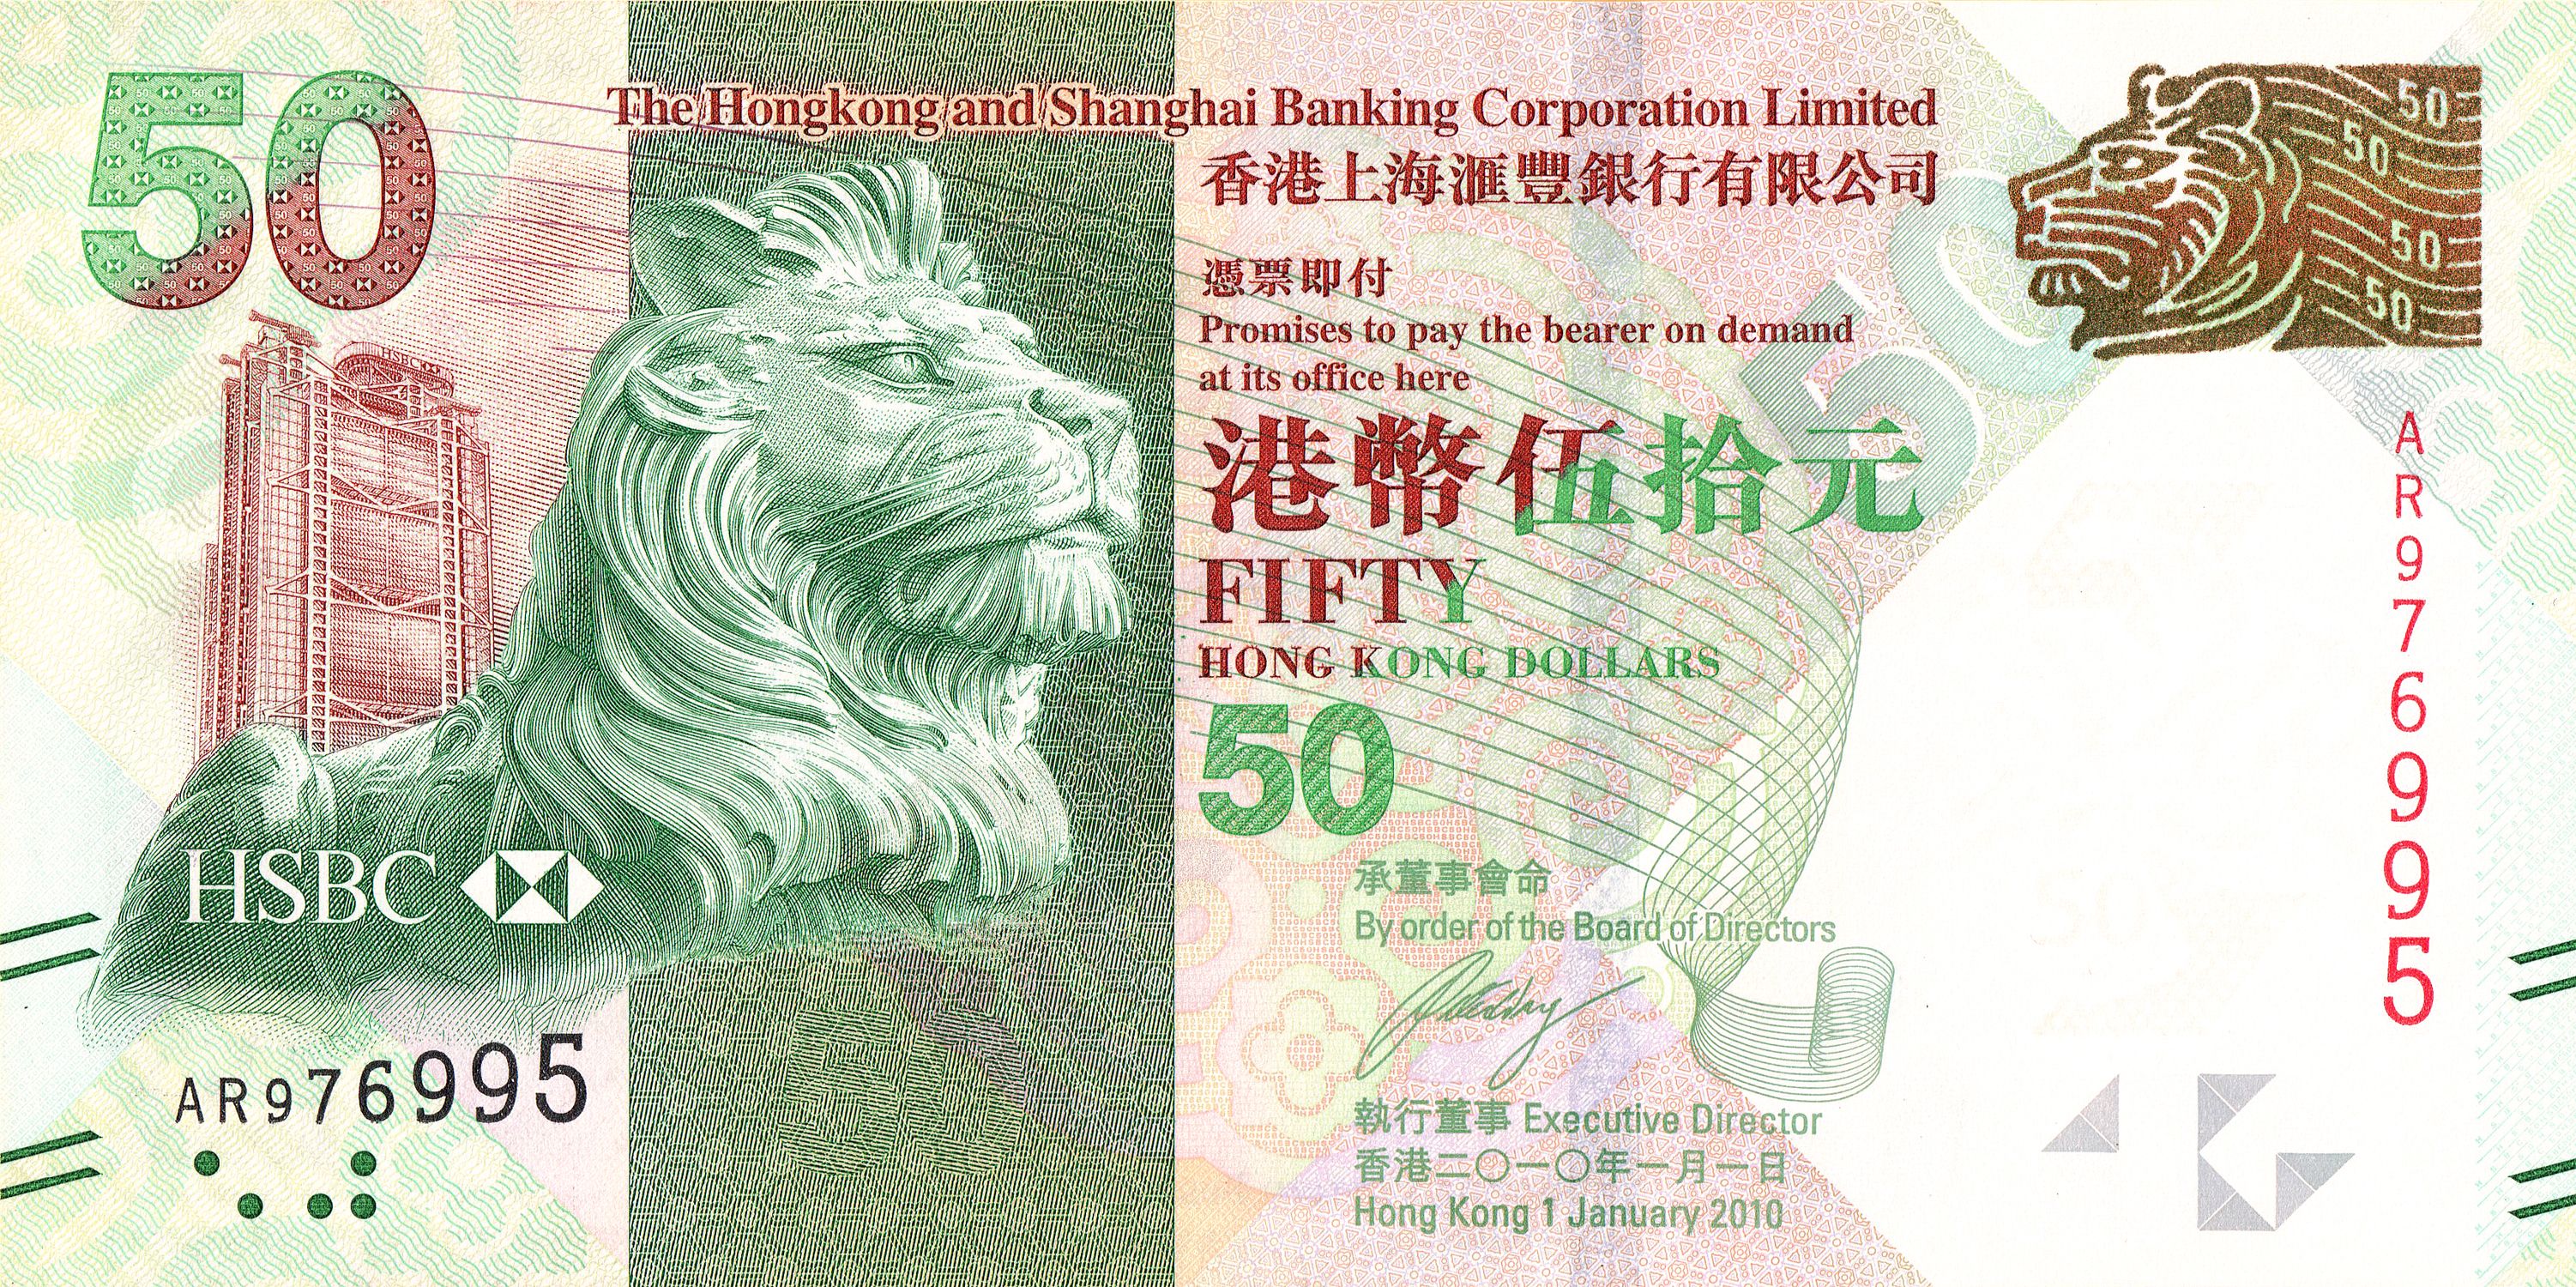 50
The Hongkong and Shanghai Banking Corporation Limited
香港上海滙豐銀行有限公司
50
50
50
50
憑票即付
Promises to pay the bearer on demand
at its office here
50
HSBC
港幣伍拾元
FIFTY
HONG KONG DOLLARS
50
AR976995
HSBC
承董事會命
By order of the Board of Directors
執行董事 Executive Director
香港二〇一〇年一月一日
Hong Kong 1 January 2010
AR976995
50